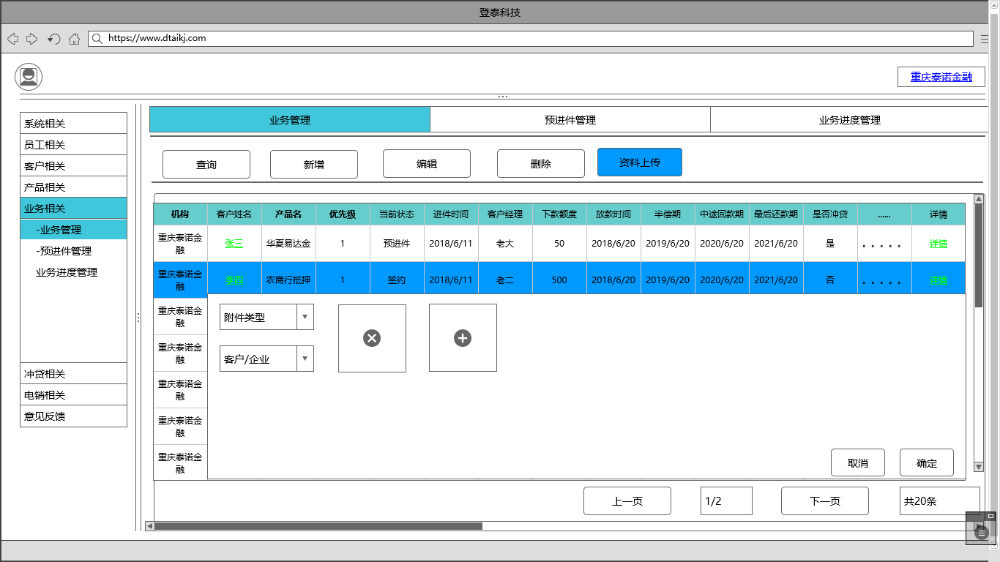 登泰科技
https://www.dtaikj.com
重庆泰诺金融
系统相关
员工相关
客户相关
产品相关
业务相关
-业务管理
-预进件管理
业务进度管理
冲贷相关
电销相关
意见反馈
业务管理 预进件管理 业务进度管理
查询 新增 编辑 删除 资料上传
机构 客户姓名 产品名 优先级 当前状态 进件时间 客户经理 下款额度 放款时间 半偿期 中途回款期 最后还款期 是否冲贷 ...... 详情
重庆泰诺金融 张三 华夏易达金 1 预进件 2018/6/11 老大 50 2018/6/20 2019/6/20 2020/6/20 2021/6/20 是 。。。。。 详情
重庆泰诺金融 李四 农商行抵押 1 签约 2018/6/11 老二 500 2018/6/20 2019/6/20 2020/6/20 2021/6/20 否 。。。。。 详情
重庆泰诺金融
重庆泰诺金融
重庆泰诺金融
重庆泰诺金融
重庆泰诺金融
附件类型
客户/企业
取消 确定
上一页 1/2 下一页 共20条